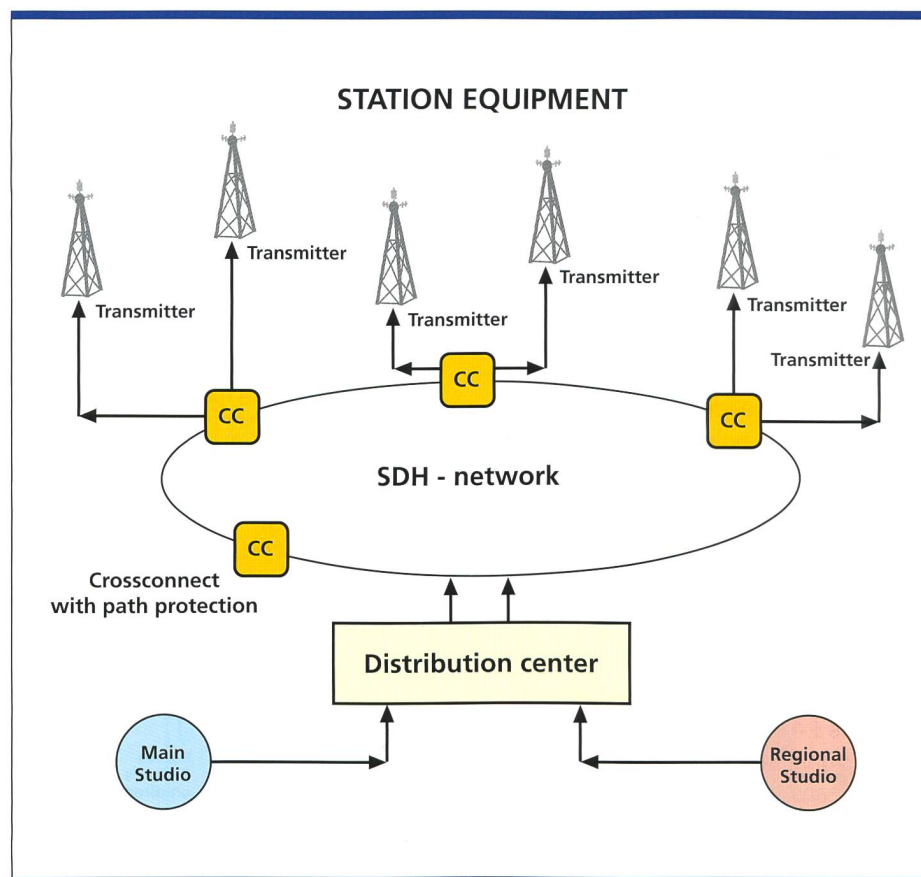 STATION EQUIPMENT
Transmitter
Transmitter
Transmitter
Transmitter
Transmitter
Transmitter
CC
CC
CC
SDH - network
CC
Crossconnect
with path protection
Distribution center
Main
Studio
Regional
Studio